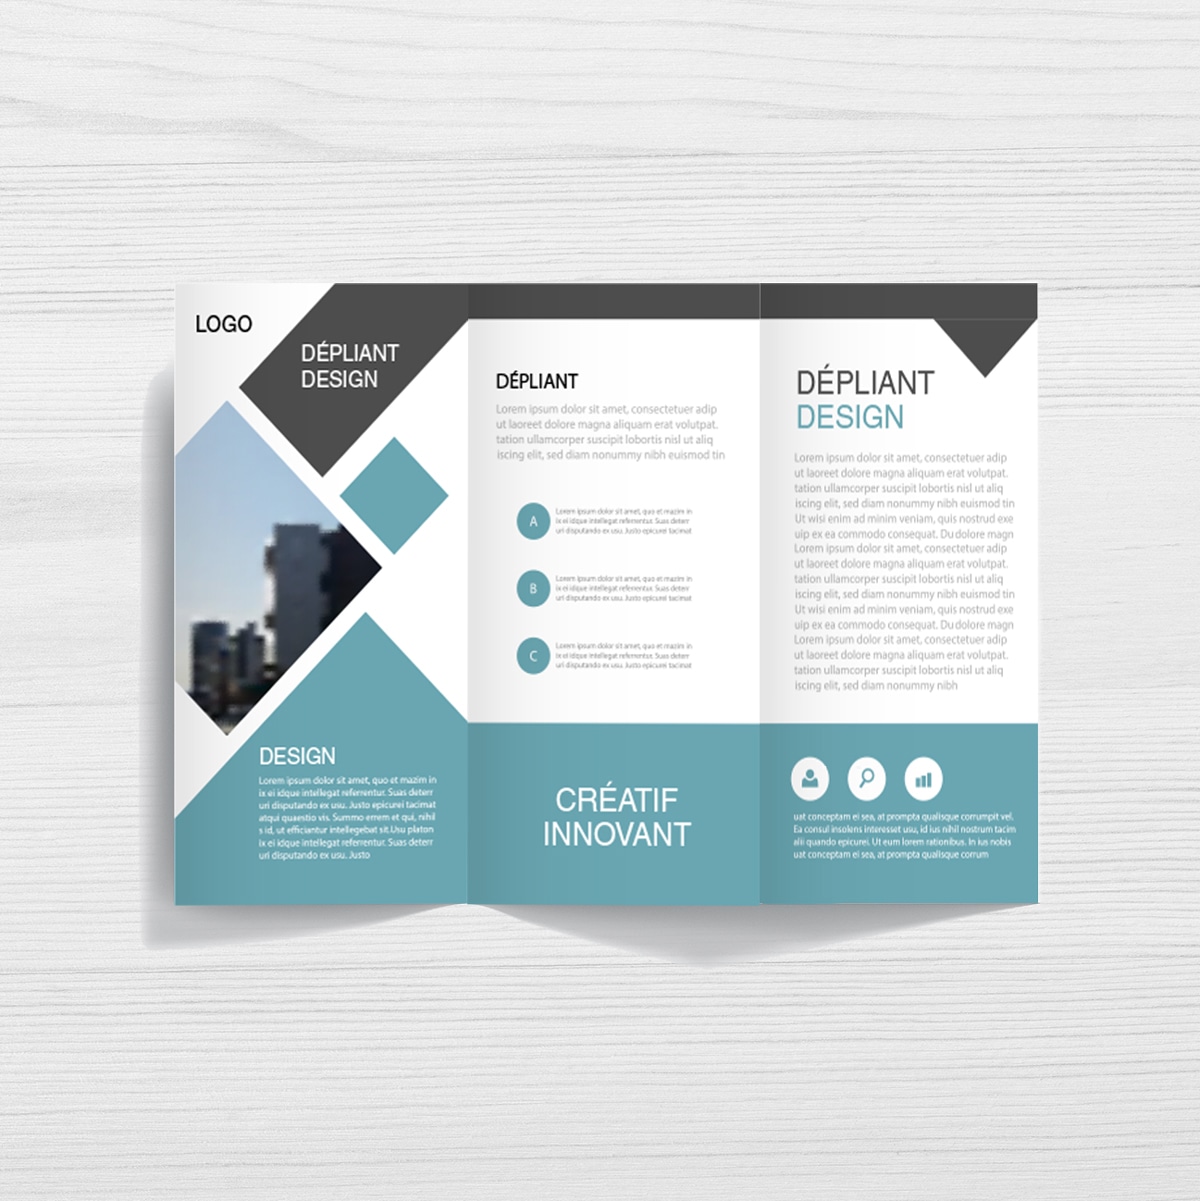 LOGO
DÉPLIANT
DESIGN
DESIGN
Lorem ipsum dolor sit amet, quo et mazim in
ix ei idque intellegat referrentur. Suas deterr
uri disputando ex usu. Justo epicurei tacimat
atqui quaestio vis. Summo errem et qui, nihil
s id, ut efficiantur intellegebat sit.Usu platon
ix ei idque intellegat referrentur. Suas deterr
uri disputando ex usu. Justo
DÉPLIANT
Lorem ipsum dolor sit amet, consectetuer adip
ut laoreet dolore magna aliquam erat volutpat.
tation ullamcorper suscipit lobortis nisl ut aliq
iscing elit, sed diam nonummy nibh euismod tin
A
Lorem ipsum dolor sit amet, quo et mazim in
ix ei idque intellegat referrentur. Suas deterr
uri disputando ex usu. Justo epicurei tacimat
B
Lorem ipsum dolor sit amet, quo et mazim in
ix ei idque intellegat referrentur. Suas deterr
uri disputando ex usu. Justo epicurei tacimat
C
Lorem ipsum dolor sit amet, quo et mazim in
ix ei idque intellegat referrentur. Suas deterr
uri disputando ex usu. Justo epicurei tacimat
CRÉATIF
INNOVANT
DÉPLIANT
DESIGN
Lorem ipsum dolor sit amet, consectetuer adip
ut laoreet dolore magna aliquam erat volutpat.
tation ullamcorper suscipit lobortis nisl ut aliq
iscing elit, sed diam nonummy nibh euismod tin
Ut wisi enim ad minim veniam, quis nostrud exe
uip ex ea commodo consequat. Du dolore magn
Lorem ipsum dolor sit amet, consectetuer adip
ut laoreet dolore magna aliquam erat volutpat.
tation ullamcorper suscipit lobortis nisl ut aliq
iscing elit, sed diam nonummy nibh euismod tin
Ut wisi enim ad minim veniam, quis nostrud exe
uip ex ea commodo consequat. Du dolore magn
Lorem ipsum dolor sit amet, consectetuer adip
ut laoreet dolore magna aliquam erat volutpat.
tation ullamcorper suscipit lobortis nisl ut aliq
iscing elit, sed diam nonummy nibh
uat conceptam ei sea, at prompta qualisque corrumpit vel.
Ea consul insolens interesset usu, id ius nihil nostrum tacim
alii quando epicurei. Ut eum lorem rationibus. In ius nobis
uat conceptam ei sea, at prompta qualisque corrum